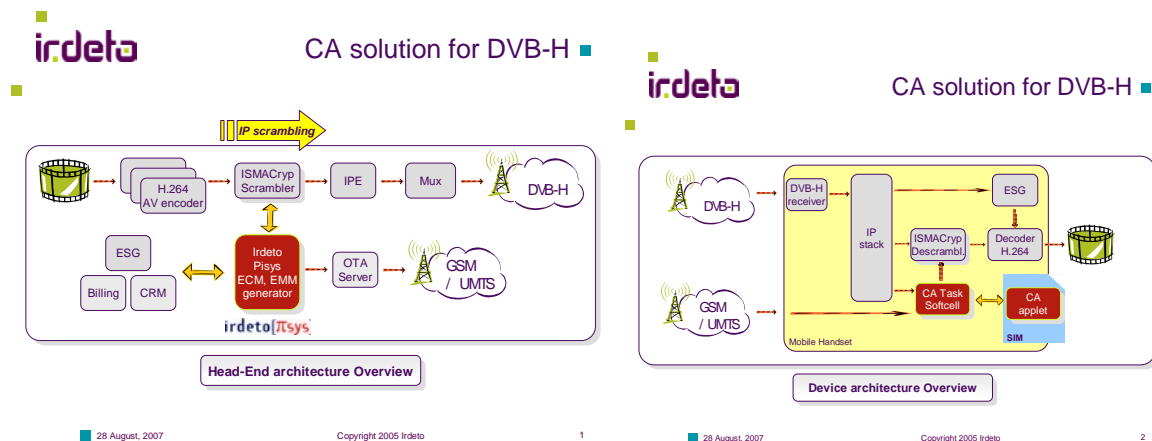 irdeto
CA solution for DVB-H
IP scrambling
H.264
AV encoder
ISMACryp
Scrambler
IPE
Mux
DVB-H
ESG
Billing
CRM
Irdeto
Pisys
ECM, EMM
generator
OTA
Server
GSM
/ UMTS
irdeto[πsys]
Head-End architecture Overview
28 August, 2007
Copyright 2005 Irdeto
1
irdeto
CA solution for DVB-H
DVB-H
DVB-H
receiver
IP
stack
ESG
ISMACryp
Descrambl.
Decoder
H.264
GSM
/ UMTS
CA Task
Softcell
CA
applet
SIM
Mobile Handset
Device architecture Overview
28 August, 2007
Copyright 2005 Irdeto
2